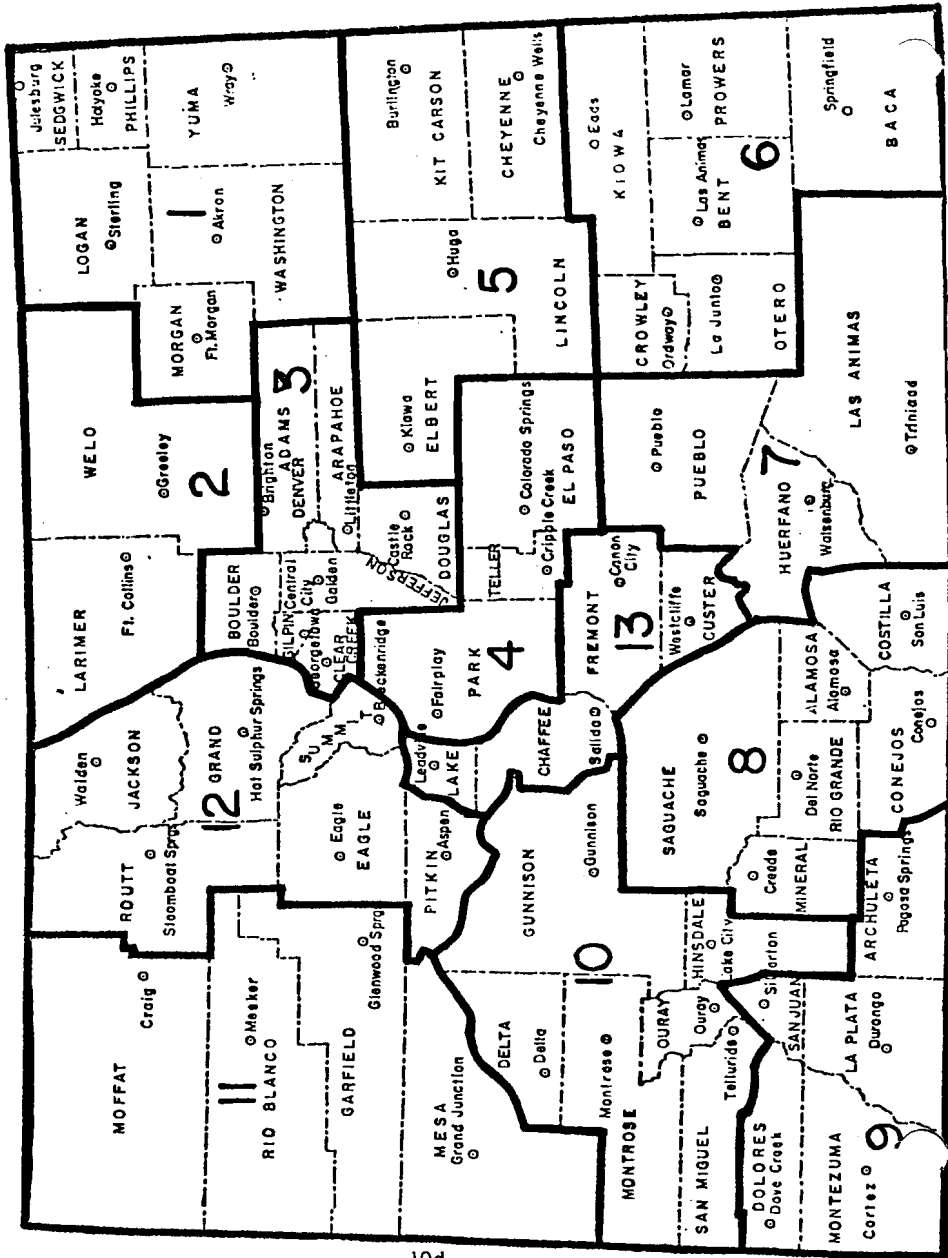 MOFFAT
Craig
ROUTT
Steamboat Sprg
Walden
JACKSON
LARIMER
Ft. Collins
WELD
Greeley
2
LOGAN
Sterling
Julesburg
SEDGWICK
Holyoke
PHILLIPS
11
Meeker
RIO BLANCO
12
GRAND
Hot Sulphur Springs
BOULDER
Boulder
MORGAN
Ft. Morgan
1
Akron
WASHINGTON
YUMA
Wray
GARFIELD
Glenwood Sprg
Eagle
EAGLE
SUMMIT
Breckenridge
GILPIN
Central City
Georgetown
CLEAR CREEK
Golden
JEFFERSON
Brighton
ADAMS
DENVER
3
ARAPAHOE
Littleton
MESA
Grand Junction
PITKIN
Aspen
Leadville
LAKE
Fairplay
PARK
4
Castle Rock
DOUGLAS
Kiowa
ELBERT
Hugo
5
LINCOLN
Burlington
KIT CARSON
CHEYENNE
Cheyenne Wells
DELTA
Delta
GUNNISON
Gunnison
CHAFFEE
Salida
TELLER
Cripple Creek
Colorado Springs
EL PASO
MONTROSE
Montrose
10
OURAY
Ouray
HINSDALE
Lake City
SAGUACHE
Saguache
FREMONT
Canon City
13
Westcliffe
CUSTER
Pueblo
PUEBLO
CROWLEY
Ordway
KIOWA
Eads
SAN MIGUEL
Telluride
DOLORES
Dove Creek
SAN JUAN
Creede
MINERAL
8
Del Norte
RIO GRANDE
ALAMOSA
Alamosa
HUERFANO
Walsenburg
7
La Junta
OTERO
Las Animas
BENT
6
Lamar
PROWERS
MONTEZUMA
Cortez
9
LA PLATA
Durango
ARCHULETA
Pagosa Springs
CONEJOS
Conejos
COSTILLA
San Luis
LAS ANIMAS
Trinidad
Springfield
BACA